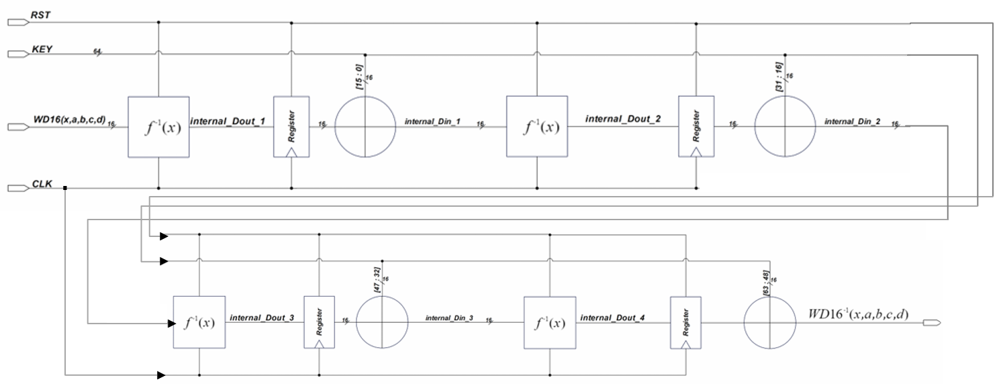 RST
KEY
64
[15 : 0]
16
[31 : 16]
16
WD16(x,a,b,c,d)
16
f⁻¹(x)
internal_Dout_1
Register
16
internal_Din_1
16
f⁻¹(x)
internal_Dout_2
Register
16
internal_Din_2
16
CLK
[47 : 32]
16
[63 : 48]
16
f⁻¹(x)
internal_Dout_3
Register
16
internal_Din_3
16
f⁻¹(x)
internal_Dout_4
Register
WD16⁻¹(x,a,b,c,d)